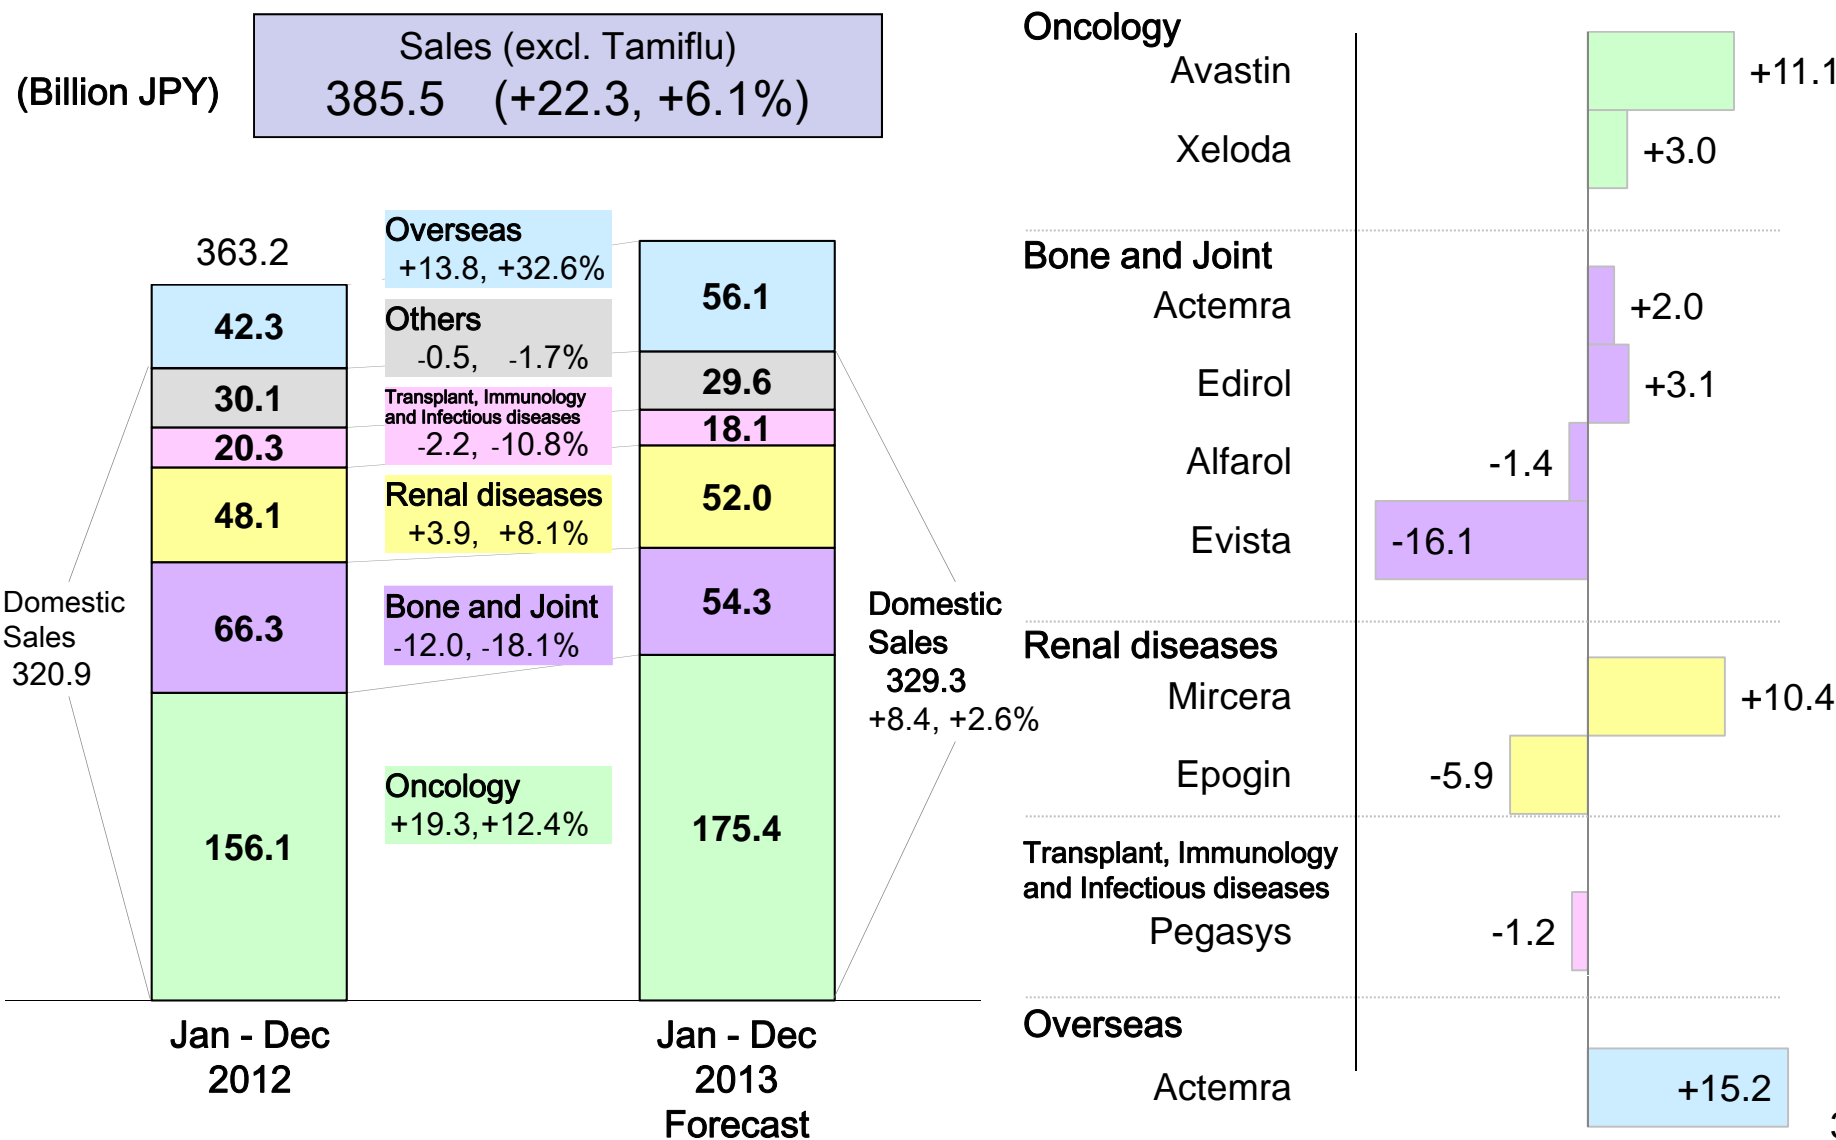 (Billion JPY)
Sales (excl. Tamiflu)
385.5 (+22.3, +6.1%)
363.2
42.3
30.1
20.3
48.1
66.3
156.1
Domestic
Sales
320.9
Overseas
+13.8, +32.6%
Others
-0.5, -1.7%
Transplant, Immunology
and Infectious diseases
-2.2, -10.8%
Renal diseases
+3.9, +8.1%
Bone and Joint
-12.0, -18.1%
Oncology
+19.3,+12.4%
56.1
29.6
18.1
52.0
54.3
175.4
Domestic
Sales
329.3
+8.4, +2.6%
Jan - Dec
2012
Jan - Dec
2013
Forecast
Oncology
Avastin +11.1
Xeloda +3.0
Bone and Joint
Actemra +2.0
Edirol +3.1
Alfarol -1.4
Evista -16.1
Renal diseases
Mircera +10.4
Epogin -5.9
Transplant, Immunology
and Infectious diseases
Pegasys -1.2
Overseas
Actemra +15.2